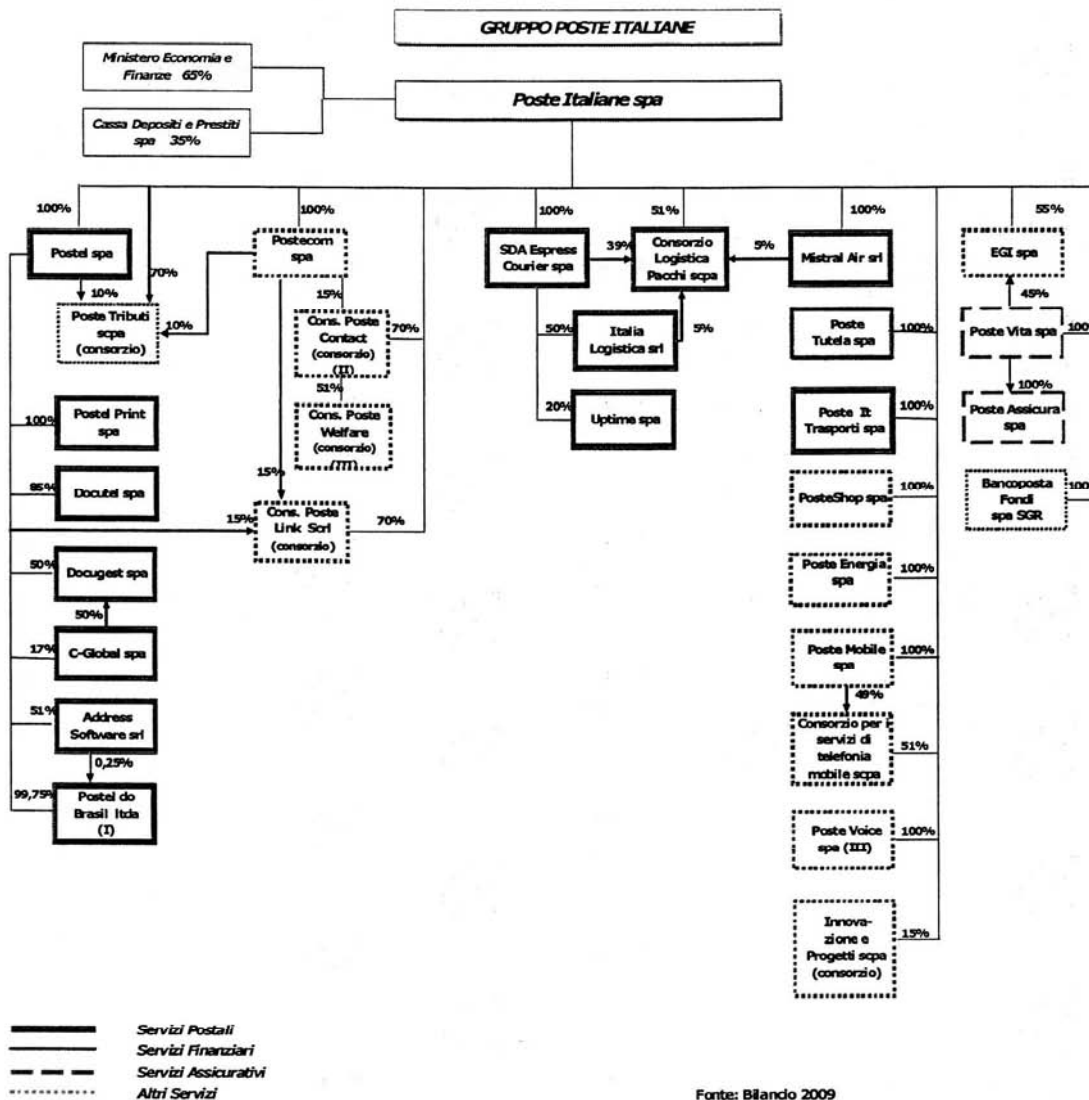 GRUPPO POSTE ITALIANE
Ministero Economia e
Finanze 65%
Poste Italiane spa
Cassa Depositi e Prestiti
spa 35%
100%
70%
100%
100%
51%
100%
55%
Postel spa
Postecom
spa
SDA Espress
Courier spa
39%
Consorzio
Logistica
Pacchi scpa
5%
Mistral Air srl
EGI spa
10%
Poste Tributi
scpa
(consorzio)
10%
15%
Cons. Poste
Contact
(consorzio)
(II)
70%
50%
Italia
Logistica srl
5%
Poste
Tutela spa
100%
45%
Poste Vita spa
100
51%
100%
Postel Print
spa
100%
Cons. Poste
Welfare
(consorzio)
(III)
20%
Uptime spa
Poste It
Trasporti spa
100%
Poste Assicura
spa
85%
Docutel spa
15%
15%
Cons. Poste
Link Scrl
(consorzio)
70%
PosteShop spa
100%
Bancoposta
Fondi
spa SGR
100
50%
Docugest spa
50%
Poste Energia
spa
100%
17%
C-Global spa
Poste Mobile
spa
100%
49%
51%
Address
Software srl
0,25%
Consorzio per i
servizi di
telefonia
mobile scpa
51%
99,75%
Postel do
Brasil ltda
(I)
Poste Voice
spa (III)
100%
Innova-
zione e
Progetti scpa
(consorzio)
15%
Servizi Postali
Servizi Finanziari
Servizi Assicurativi
Altri Servizi
Fonte: Bilancio 2009